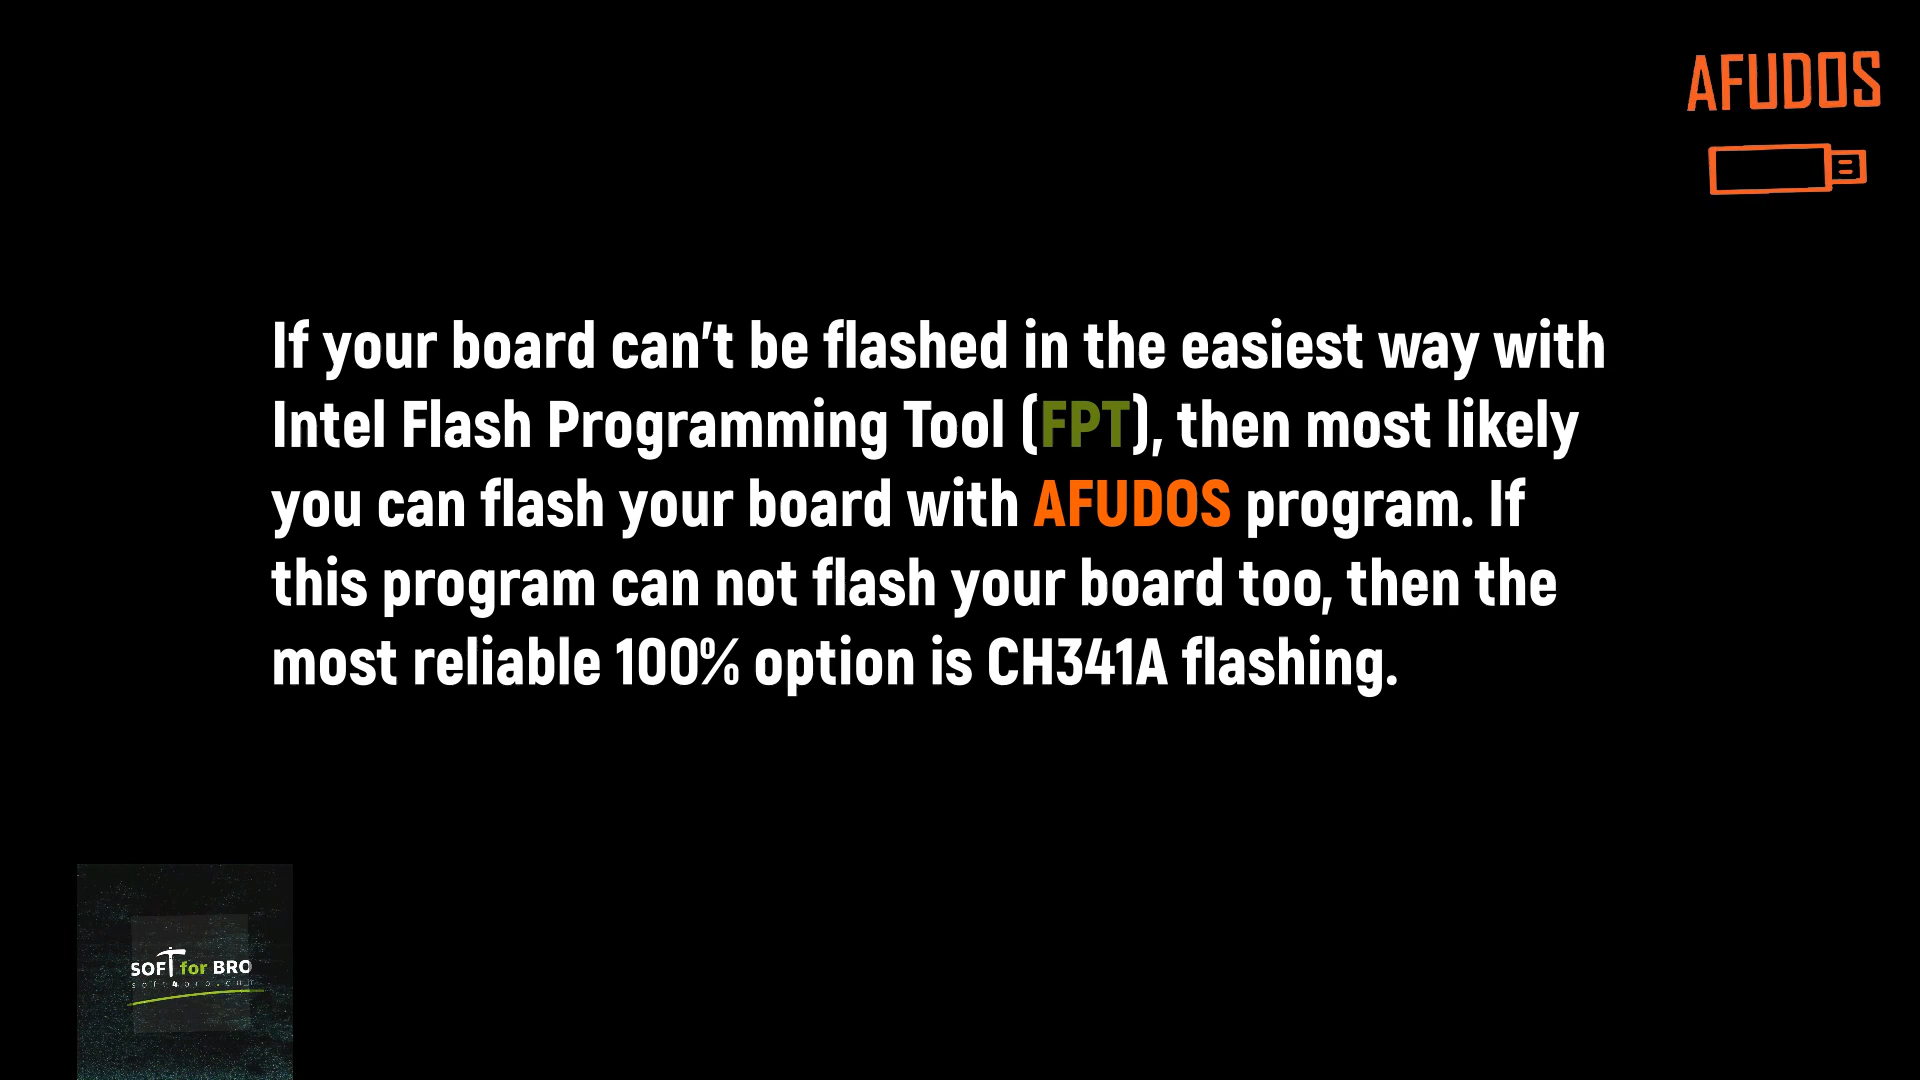 AFUDOS
If your board can't be flashed in the easiest way with
Intel Flash Programming Tool (FPT), then most likely
you can flash your board with AFUDOS program. If
this program can not flash your board too, then the
most reliable 100% option is CH341A flashing.
SOFT for BRO